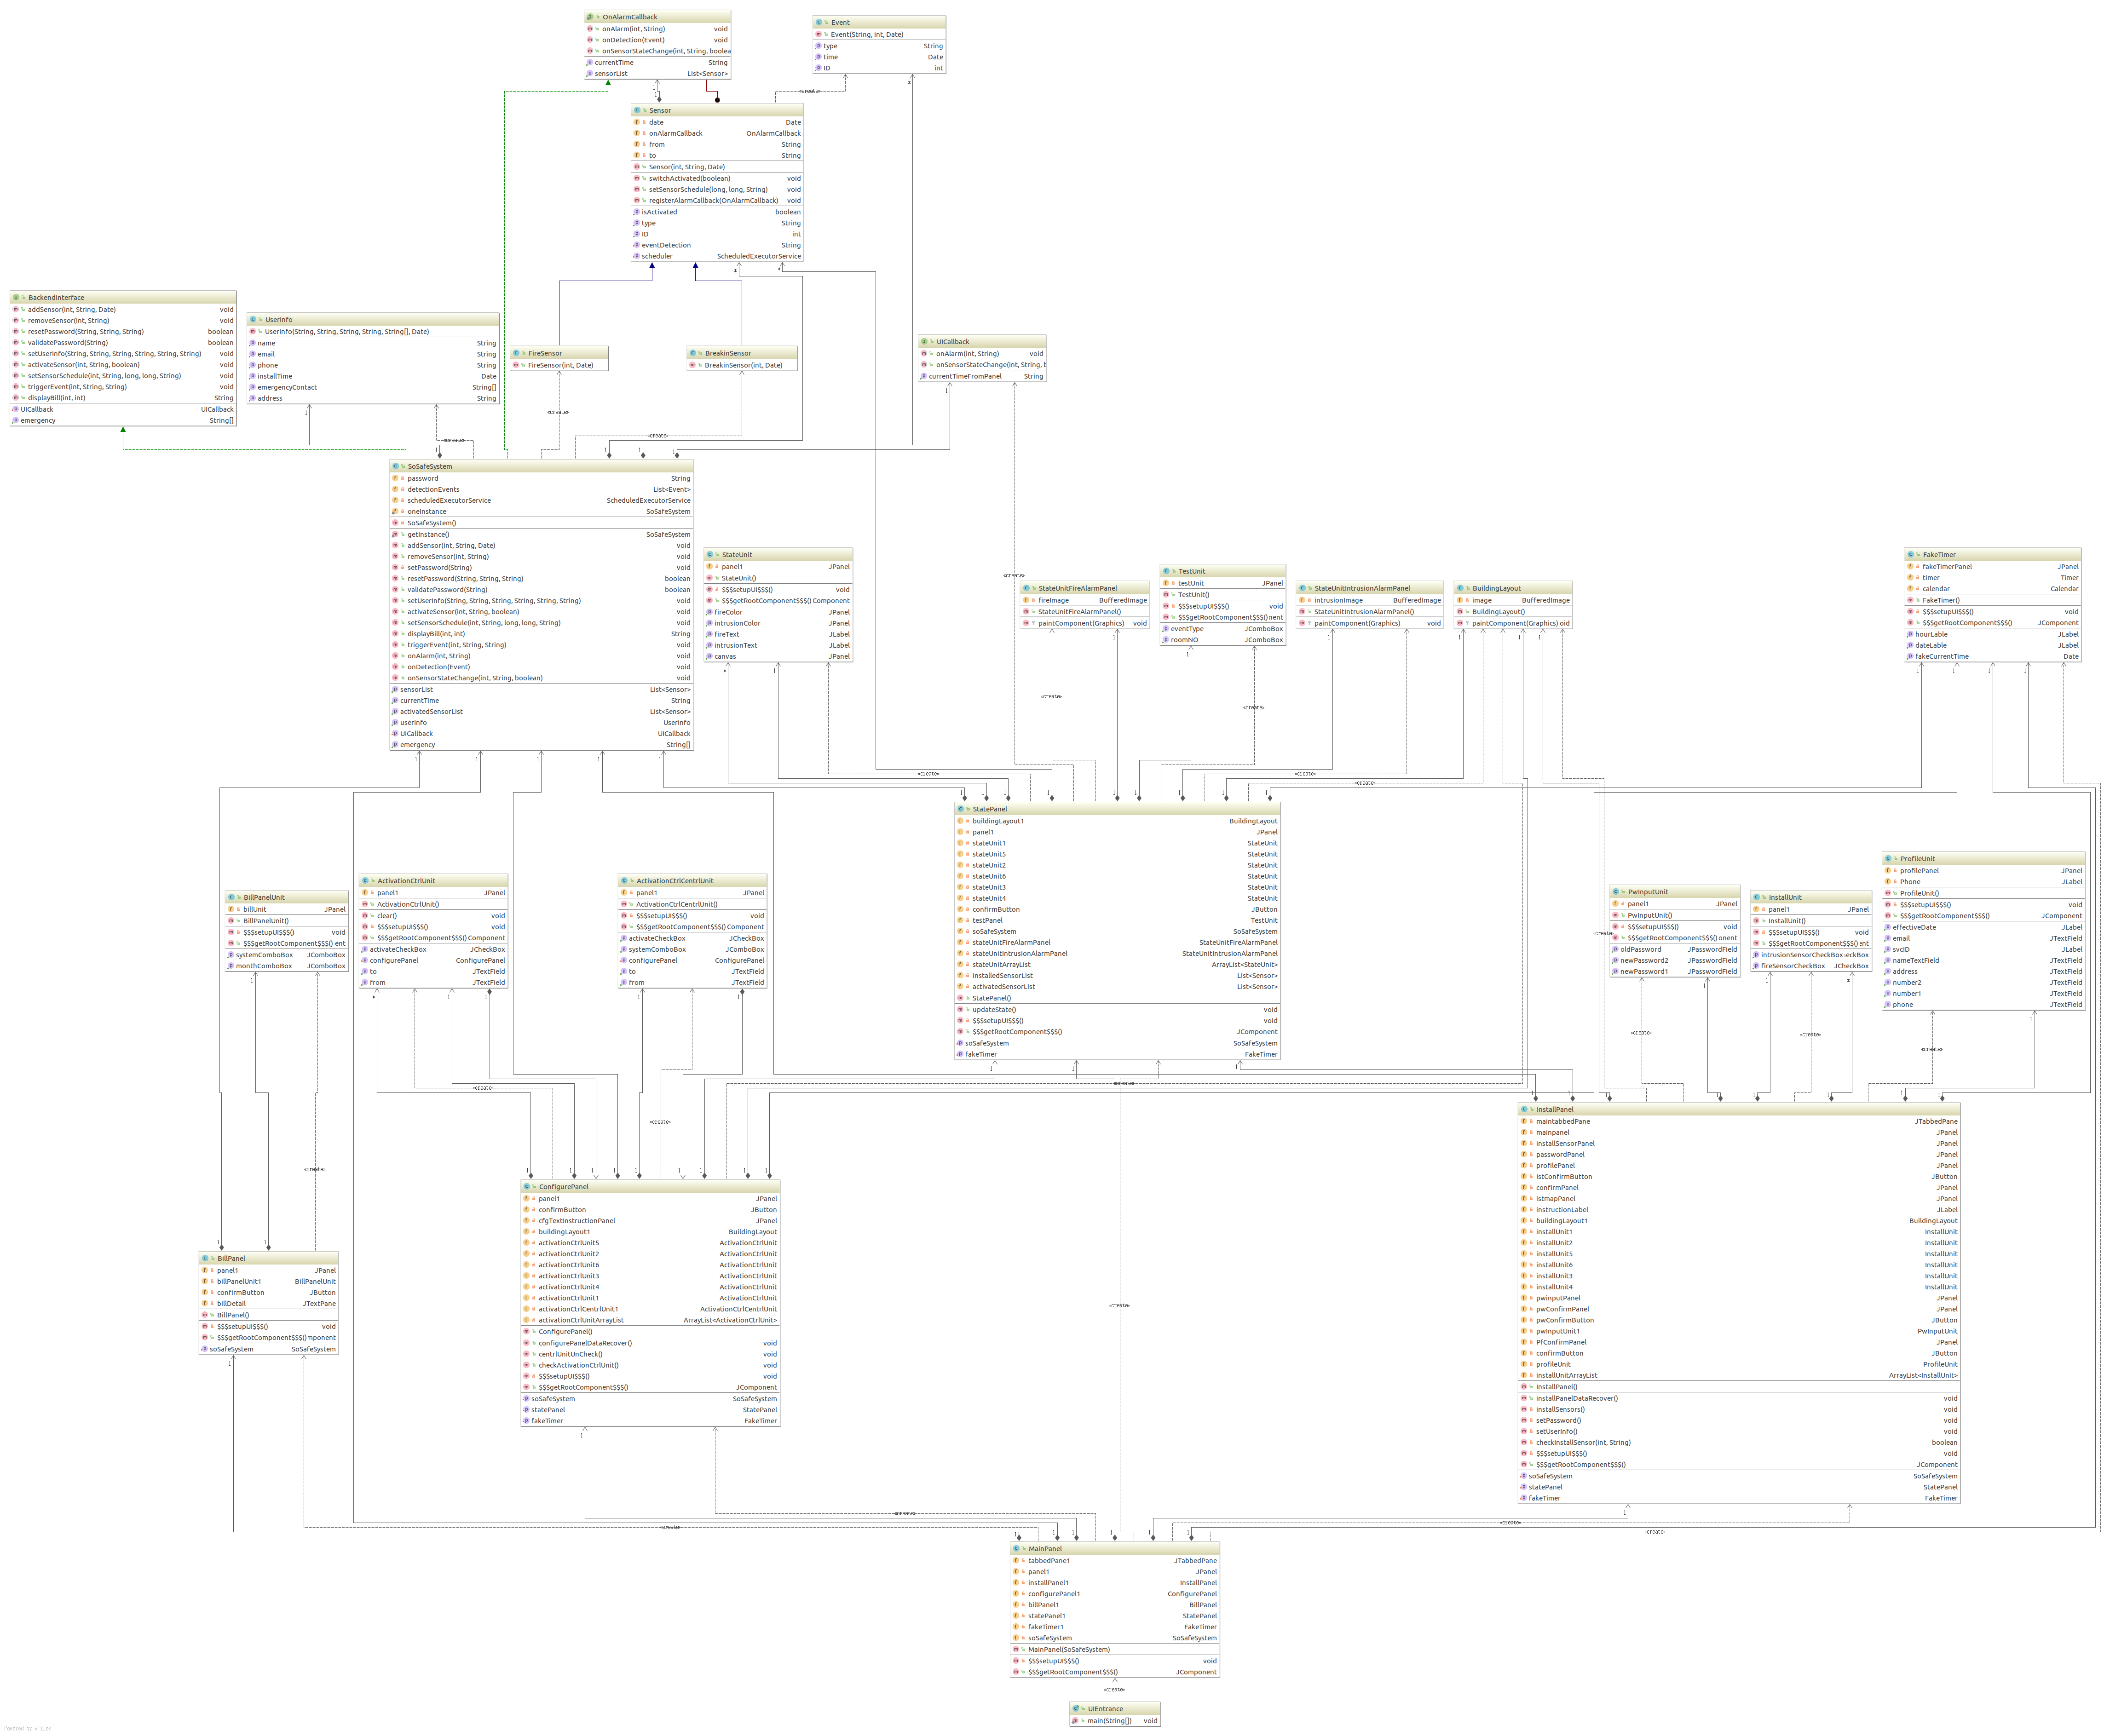 OnAlarmCallback
onAlarm(int, String) void
onDetection(Event) void
onSensorStateChange(int, String, boolea
currentTime String
sensorList List<Sensor>
Event
Event(String, int, Date)
type String
time Date
ID int
«create»
Sensor
date Date
onAlarmCallback OnAlarmCallback
from String
to String
Sensor(int, String, Date)
switchActivated(boolean) void
setSensorSchedule(long, long, String) void
registerAlarmCallback(OnAlarmCallback) void
isActivated boolean
type String
ID int
eventDetection String
scheduler ScheduledExecutorService
BackendInterface
addSensor(int, String, Date) void
removeSensor(int, String) void
resetPassword(String, String, String) boolean
validatePassword(String) boolean
setUserInfo(String, String, String, String, String, String) void
activateSensor(int, String, boolean) void
setSensorSchedule(int, String, long, long, String) void
triggerEvent(int, String, String) void
displayBill(int, int) String
UICallback UICallback
emergency String[]
UserInfo
UserInfo(String, String, String, String, String[], Date)
name String
email String
phone String
installTime Date
emergencyContact String[]
address String
FireSensor
FireSensor(int, Date)
BreakinSensor
BreakinSensor(int, Date)
UICallback
onAlarm(int, String) void
onSensorStateChange(int, String, b
currentTimeFromPanel String
«create»
«create»
«create»
SoSafeSystem
password String
detectionEvents List<Event>
scheduledExecutorService ScheduledExecutorService
oneInstance SoSafeSystem
SoSafeSystem()
getInstance() SoSafeSystem
addSensor(int, String, Date) void
removeSensor(int, String) void
setPassword(String) void
resetPassword(String, String, String) boolean
validatePassword(String) boolean
setUserInfo(String, String, String, String, String, String) void
activateSensor(int, String, boolean) void
setSensorSchedule(int, String, long, long, String) void
displayBill(int, int) String
triggerEvent(int, String, String) void
onAlarm(int, String) void
onDetection(Event) void
onSensorStateChange(int, String, boolean) void
sensorList List<Sensor>
currentTime String
activatedSensorList List<Sensor>
userInfo UserInfo
UICallback UICallback
emergency String[]
StateUnit
panel1 JPanel
StateUnit()
$$$setupUI$$$() void
$$$getRootComponent$$$() Component
fireColor JPanel
intrusionColor JPanel
fireText JLabel
intrusionText JLabel
canvas JPanel
«create»
StateUnitFireAlarmPanel
fireImage BufferedImage
StateUnitFireAlarmPanel()
paintComponent(Graphics) void
TestUnit
testUnit JPanel
TestUnit()
$$$setupUI$$$() void
$$$getRootComponent$$$() nent
eventType JComboBox
roomNO JComboBox
StateUnitIntrusionAlarmPanel
intrusionImage BufferedImage
StateUnitIntrusionAlarmPanel()
paintComponent(Graphics) void
BuildingLayout
image BufferedImage
BuildingLayout()
paintComponent(Graphics) oid
FakeTimer
fakeTimerPanel JPanel
timer Timer
calendar Calendar
FakeTimer()
$$$setupUI$$$() void
$$$getRootComponent$$$() JComponent
hourLable JLabel
dateLable JLabel
fakeCurrentTime Date
«create»
«create»
«create»
«create»
«create»
StatePanel
buildingLayout1 BuildingLayout
panel1 JPanel
stateUnit1 StateUnit
stateUnit5 StateUnit
stateUnit2 StateUnit
stateUnit6 StateUnit
stateUnit3 StateUnit
stateUnit4 StateUnit
confirmButton JButton
testPanel TestUnit
soSafeSystem SoSafeSystem
stateUnitFireAlarmPanel StateUnitFireAlarmPanel
stateUnitIntrusionAlarmPanel StateUnitIntrusionAlarmPanel
stateUnitArrayList ArrayList<StateUnit>
installedSensorList List<Sensor>
activatedSensorList List<Sensor>
StatePanel()
updateState() void
$$$setupUI$$$() void
$$$getRootComponent$$$() JComponent
soSafeSystem SoSafeSystem
fakeTimer FakeTimer
BillPanelUnit
billUnit JPanel
BillPanelUnit()
$$$setupUI$$$() void
$$$getRootComponent$$$() ent
systemComboBox JComboBox
monthComboBox JComboBox
ActivationCtrlUnit
panel1 JPanel
ActivationCtrlUnit()
clear() void
$$$setupUI$$$() void
$$$getRootComponent$$$() Component
activateCheckBox JCheckBox
configurePanel ConfigurePanel
to JTextField
from JTextField
ActivationCtrlCentrlUnit
panel1 JPanel
ActivationCtrlCentrlUnit()
$$$setupUI$$$() void
$$$getRootComponent$$$() Component
activateCheckBox JCheckBox
systemComboBox JComboBox
configurePanel ConfigurePanel
to JTextField
from JTextField
PwInputUnit
panel1 JPanel
PwInputUnit()
$$$setupUI$$$() void
$$$getRootComponent$$$() onent
oldPassword JPasswordField
newPassword2 JPasswordField
newPassword1 JPasswordField
InstallUnit
panel1 JPanel
InstallUnit()
$$$setupUI$$$() void
$$$getRootComponent$$$() nt
intrusionSensorCheckBox :eckBox
fireSensorCheckBox JCheckBox
ProfileUnit
profilePanel JPanel
Phone JLabel
ProfileUnit()
$$$setupUI$$$() void
$$$getRootComponent$$$() JComponent
effectiveDate JLabel
email JTextField
svcID JLabel
nameTextField JTextField
address JTextField
number2 JTextField
number1 JTextField
phone JTextField
«create»
«create»
«create»
«create»
«create»
«create»
«create»
«create»
«create»
InstallPanel
maintabbedPane JTabbedPane
mainpanel JPanel
installSensorPanel JPanel
passwordPanel JPanel
profilePanel JPanel
IstConfirmButton JButton
confirmPanel JPanel
istmapPanel JPanel
instructionLabel JLabel
buildingLayout1 BuildingLayout
installUnit1 InstallUnit
installUnit2 InstallUnit
installUnit5 InstallUnit
installUnit6 InstallUnit
installUnit3 InstallUnit
installUnit4 InstallUnit
pwinputPanel JPanel
pwConfirmPanel JPanel
pwConfirmButton JButton
pwInputUnit1 PwInputUnit
PfConfirmPanel JPanel
confirmButton JButton
profileUnit ProfileUnit
installUnitArrayList ArrayList<InstallUnit>
InstallPanel()
installPanelDataRecover() void
installSensors() void
setPassword() void
setUserInfo() void
checkInstallSensor(int, String) boolean
$$$setupUI$$$() void
$$$getRootComponent$$$() JComponent
soSafeSystem SoSafeSystem
statePanel StatePanel
fakeTimer FakeTimer
ConfigurePanel
panel1 JPanel
confirmButton JButton
cfgTextInstructionPanel JPanel
buildingLayout1 BuildingLayout
activationCtrlUnit5 ActivationCtrlUnit
activationCtrlUnit2 ActivationCtrlUnit
activationCtrlUnit6 ActivationCtrlUnit
activationCtrlUnit3 ActivationCtrlUnit
activationCtrlUnit4 ActivationCtrlUnit
activationCtrlUnit1 ActivationCtrlUnit
activationCtrlCentrlUnit1 ActivationCtrlCentrlUnit
activationCtrlUnitArrayList ArrayList<ActivationCtrlUnit>
ConfigurePanel()
configurePanelDataRecover() void
centrlUnitUnCheck() void
checkActivationCtrlUnit() void
$$$setupUI$$$() void
$$$getRootComponent$$$() JComponent
soSafeSystem SoSafeSystem
statePanel StatePanel
fakeTimer FakeTimer
BillPanel
panel1 JPanel
billPanelUnit1 BillPanelUnit
confirmButton JButton
billDetail JTextPane
BillPanel()
$$$setupUI$$$() void
$$$getRootComponent$$$() mponent
soSafeSystem SoSafeSystem
«create»
«create»
«create»
«create»
«create»
MainPanel
tabbedPane1 JTabbedPane
panel1 JPanel
installPanel1 InstallPanel
configurePanel1 ConfigurePanel
billPanel1 BillPanel
statePanel1 StatePanel
fakeTimer1 FakeTimer
soSafeSystem SoSafeSystem
MainPanel(SoSafeSystem)
$$$setupUI$$$() void
$$$getRootComponent$$$() JComponent
«create»
UIEntrance
main(String[]) void
Powered by yFiles